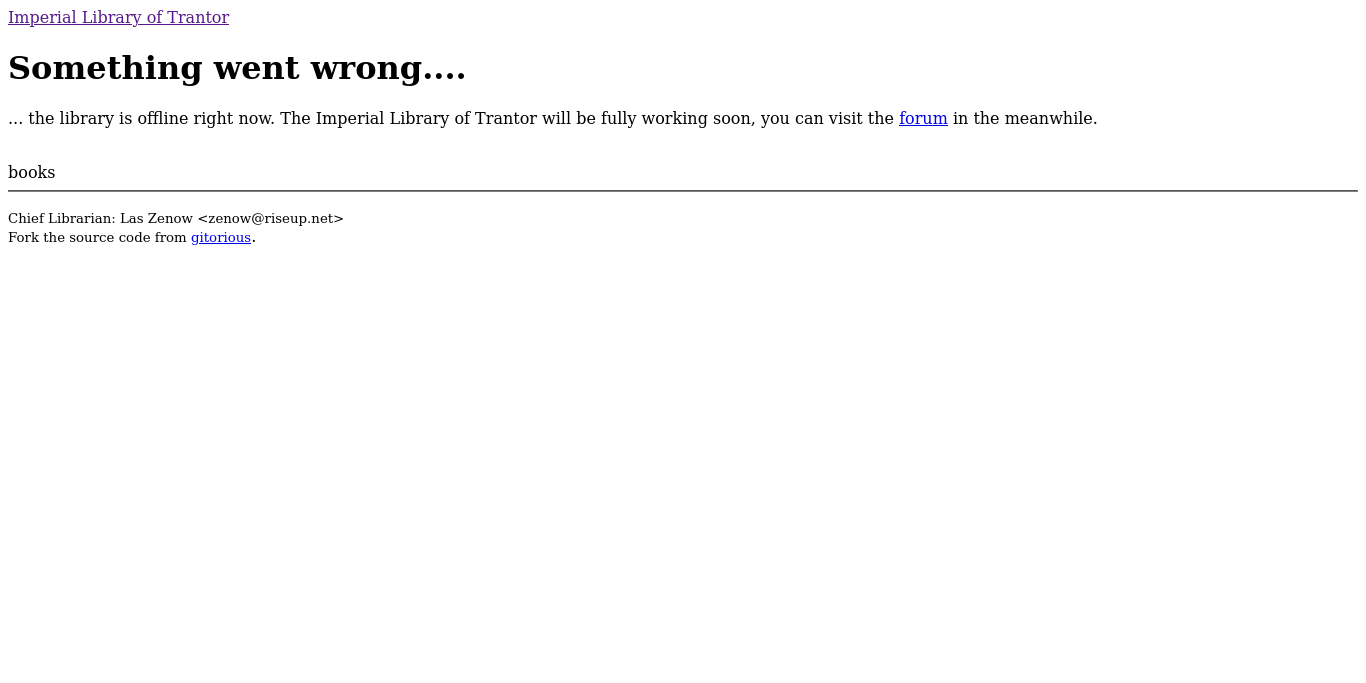 Imperial Library of Trantor
Something went wrong....
... the library is offline right now. The Imperial Library of Trantor will be fully working soon, you can visit the forum in the meanwhile.
books
Chief Librarian: Las Zenow <zenow@riseup.net>
Fork the source code from gitorious.